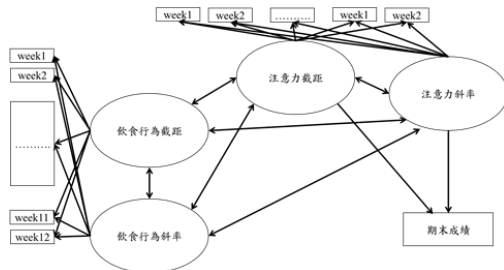 week1
week2
..........
week1
week2
week1
week2
..........
week11
week12
注意力截距
注意力斜率
飲食行為截距
飲食行為斜率
期末成績